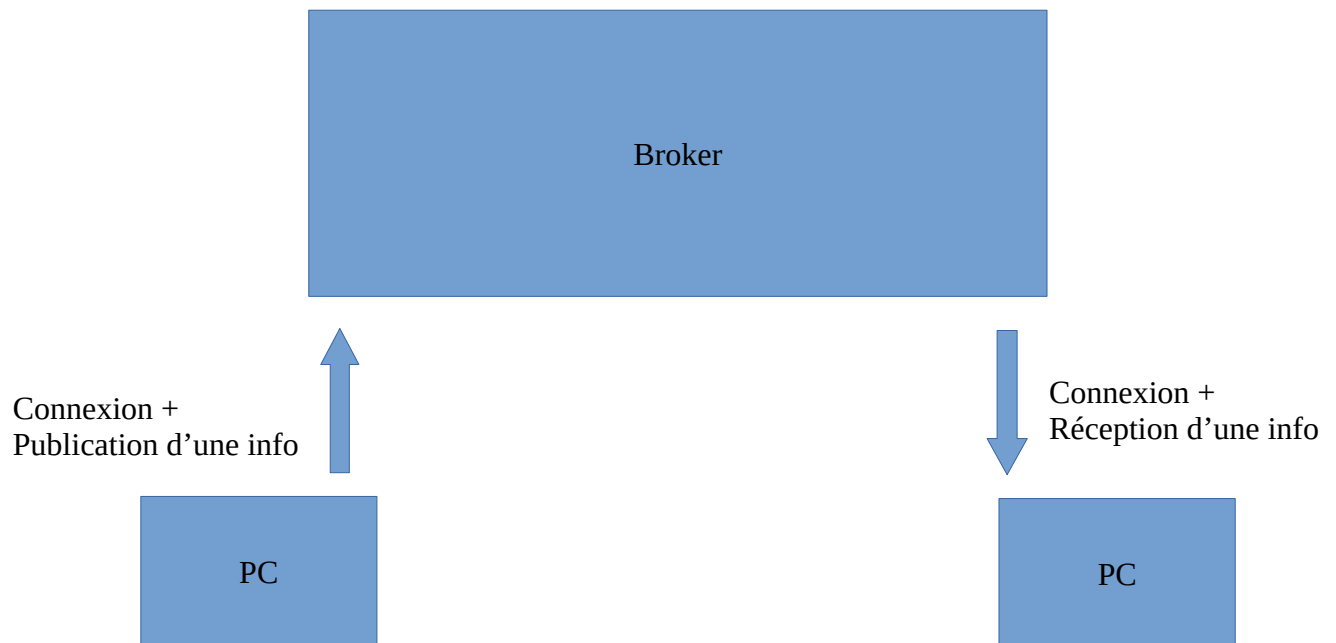 Broker
Connexion +
Publication d’une info
Connexion +
Réception d’une info
PC
PC